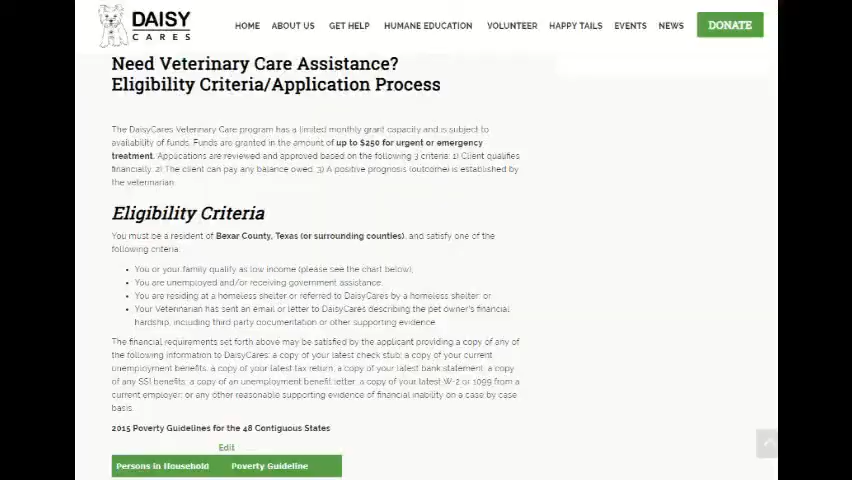 DAISY
CARES
HOME ABOUT US GET HELP HUMANE EDUCATION VOLUNTEER HAPPY TAILS EVENTS NEWS DONATE
Need Veterinary Care Assistance?
Eligibility Criteria/Application Process
The DaisyCares Veterinary Care program has a limited monthly grant capacity and is subject to
availability of funds. Funds are granted in the amount of up to $250 for urgent or emergency
treatment. Applications are reviewed and approved based on the following 3 criteria: 1) Client qualifies
financially. 2) The client can pay any balance owed. 3) A positive prognosis (outcome) is established by
the veterinarian.
Eligibility Criteria
You must be a resident of Bexar County, Texas (or surrounding counties), and satisfy one of the
following criteria:
• You or your family qualify as low income (please see the chart below);
• You are unemployed and/or receiving government assistance;
• You are residing at a homeless shelter or referred to DaisyCares by a homeless shelter; or
• Your Veterinarian has sent an email or letter to DaisyCares describing the pet owner's financial
hardship, including third party documentation or other supporting evidence.
The financial requirements set forth above may be satisfied by the applicant providing a copy of any of
the following information to DaisyCares: a copy of your latest check stub; a copy of your current
unemployment benefits; a copy of your latest tax return; a copy of your latest bank statement; a copy
of any SSI benefits; a copy of an unemployment benefit letter; a copy of your latest W-2 or 1099 from a
current employer; or any other reasonable supporting evidence of financial inability on a case by case
basis.
2015 Poverty Guidelines for the 48 Contiguous States
Edit
Persons in Household Poverty Guideline